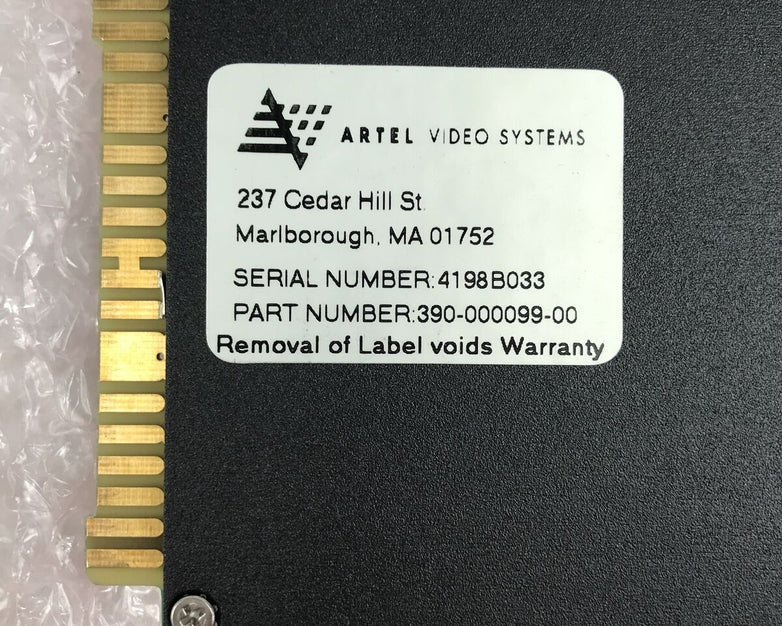 ARTEL VIDEO SYSTEMS
237 Cedar Hill St.
Marlborough, MA 01752
SERIAL NUMBER:4198B033
PART NUMBER:390-000099-00
Removal of Label voids Warranty